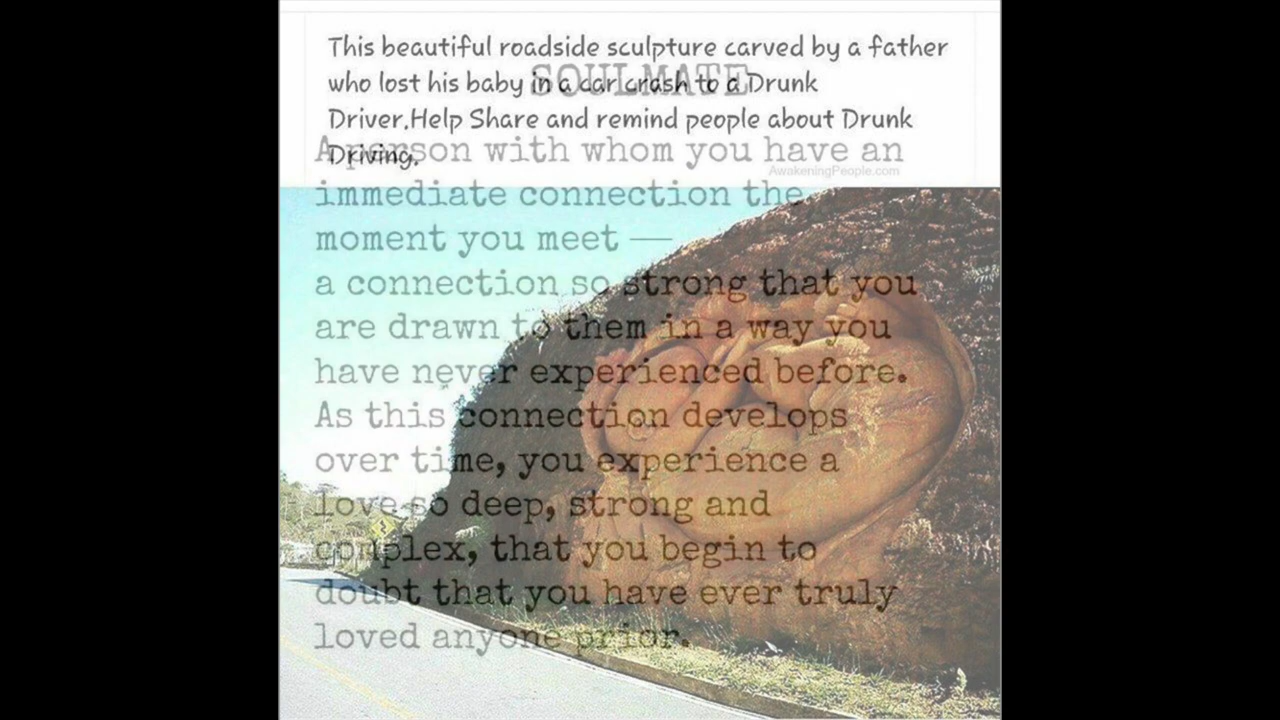 This beautiful roadside sculpture carved by a father
who lost his baby in a car crash to a Drunk
Driver.Help Share and remind people about Drunk
Driving.
AwakeningPeople.com
SOULMATE
A person with whom you have an
immediate connection the
moment you meet —
a connection so strong that you
are drawn to them in a way you
have never experienced before.
As this connection develops
over time, you experience a
love so deep, strong and
complex, that you begin to
doubt that you have ever truly
loved anyone prior.